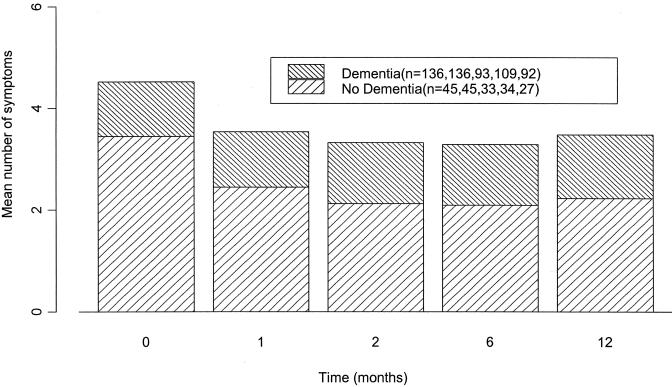 6
4
2
0
Mean number of symptoms
Dementia(n=136,136,93,109,92)
No Dementia(n=45,45,33,34,27)
0 1 2 6 12
Time (months)